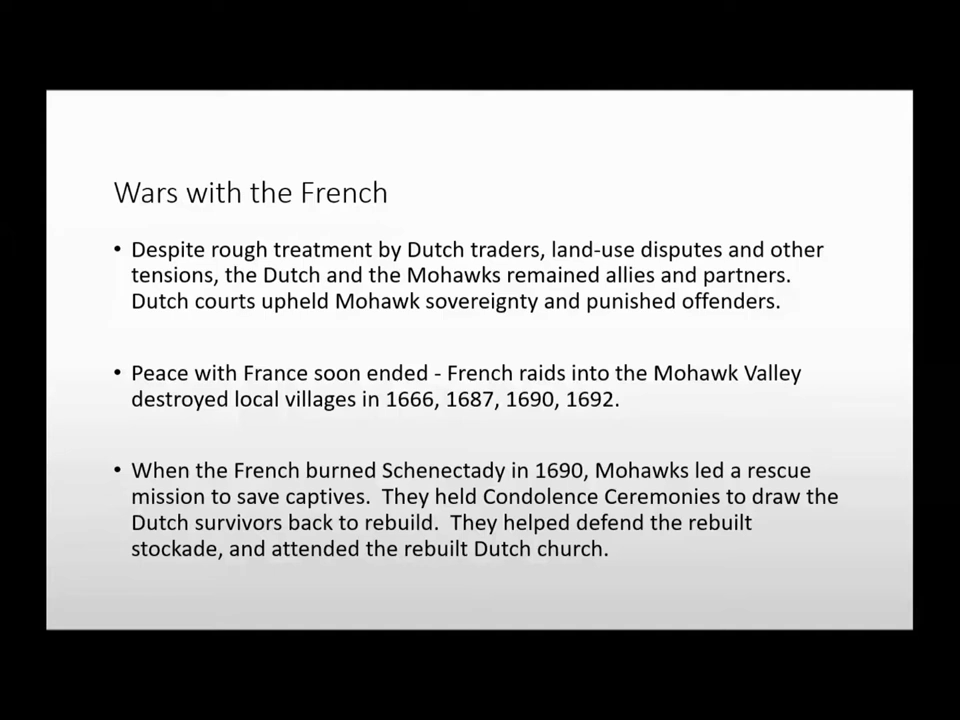 Wars with the French
• Despite rough treatment by Dutch traders, land-use disputes and other
tensions, the Dutch and the Mohawks remained allies and partners.
Dutch courts upheld Mohawk sovereignty and punished offenders.
• Peace with France soon ended - French raids into the Mohawk Valley
destroyed local villages in 1666, 1687, 1690, 1692.
• When the French burned Schenectady in 1690, Mohawks led a rescue
mission to save captives.  They held Condolence Ceremonies to draw the
Dutch survivors back to rebuild.  They helped defend the rebuilt
stockade, and attended the rebuilt Dutch church.